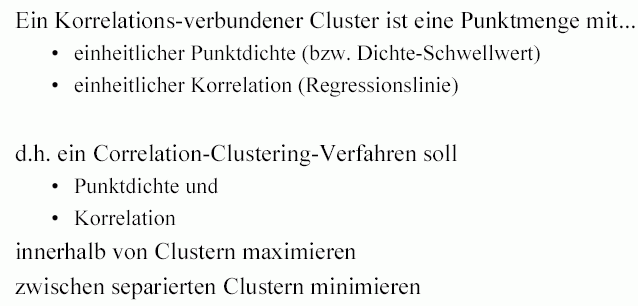 Ein Korrelations-verbundener Cluster ist eine Punktmenge mit...
• einheitlicher Punktdichte (bzw. Dichte-Schwellwert)
• einheitlicher Korrelation (Regressionslinie)
d.h. ein Correlation-Clustering-Verfahren soll
• Punktdichte und
• Korrelation
innerhalb von Clustern maximieren
zwischen separierten Clustern minimieren